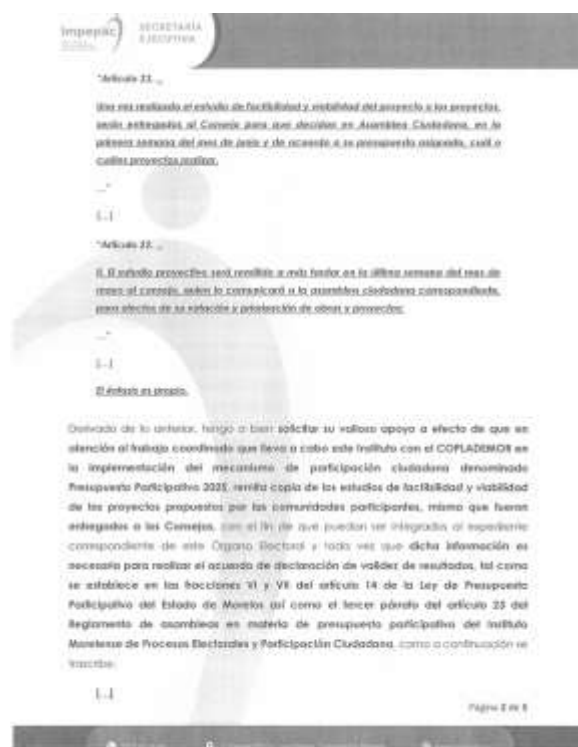 impepac
SECRETARÍA
EJECUTIVA
"Artículo 22. ...
Una vez realizado el estudio de factibilidad y viabilidad del proyecto o los proyectos,
serán entregados al Consejo para que decidan en Asamblea Ciudadana, en la
primera semana del mes de junio y de acuerdo a su presupuesto asignado, cuál o
cuáles proyectos realizar.
..."
[...]
"Artículo 23. ...
II. El estudio proyectivo será remitido a más tardar en la última semana del mes de
mayo al consejo, quien lo comunicará a la asamblea ciudadana correspondiente,
para efectos de su votación y priorización de obras y proyectos;
..."
[...]
El énfasis es propio.
Derivado de lo anterior, tengo a bien solicitar su valioso apoyo a efecto de que en
atención al trabajo coordinado que lleva a cabo este Instituto con el COPLADEMOR en
la implementación del mecanismo de participación ciudadana denominado
Presupuesto Participativo 2025, remita copia de los estudios de factibilidad y viabilidad
de los proyectos propuestos por las comunidades participantes, mismo que fueron
entregados a los Consejos, con el fin de que puedan ser integrados al expediente
correspondiente de este Órgano Electoral y toda vez que dicha información es
necesaria para realizar el acuerdo de declaración de validez de resultados, tal como
se establece en las fracciones VI y VII del artículo 14 de la Ley de Presupuesto
Participativo del Estado de Morelos así como el tercer párrafo del artículo 25 del
Reglamento de asambleas en materia de presupuesto participativo del Instituto
Morelense de Procesos Electorales y Participación Ciudadana, como a continuación se
trascribe:
[...]
Página 2 de 5